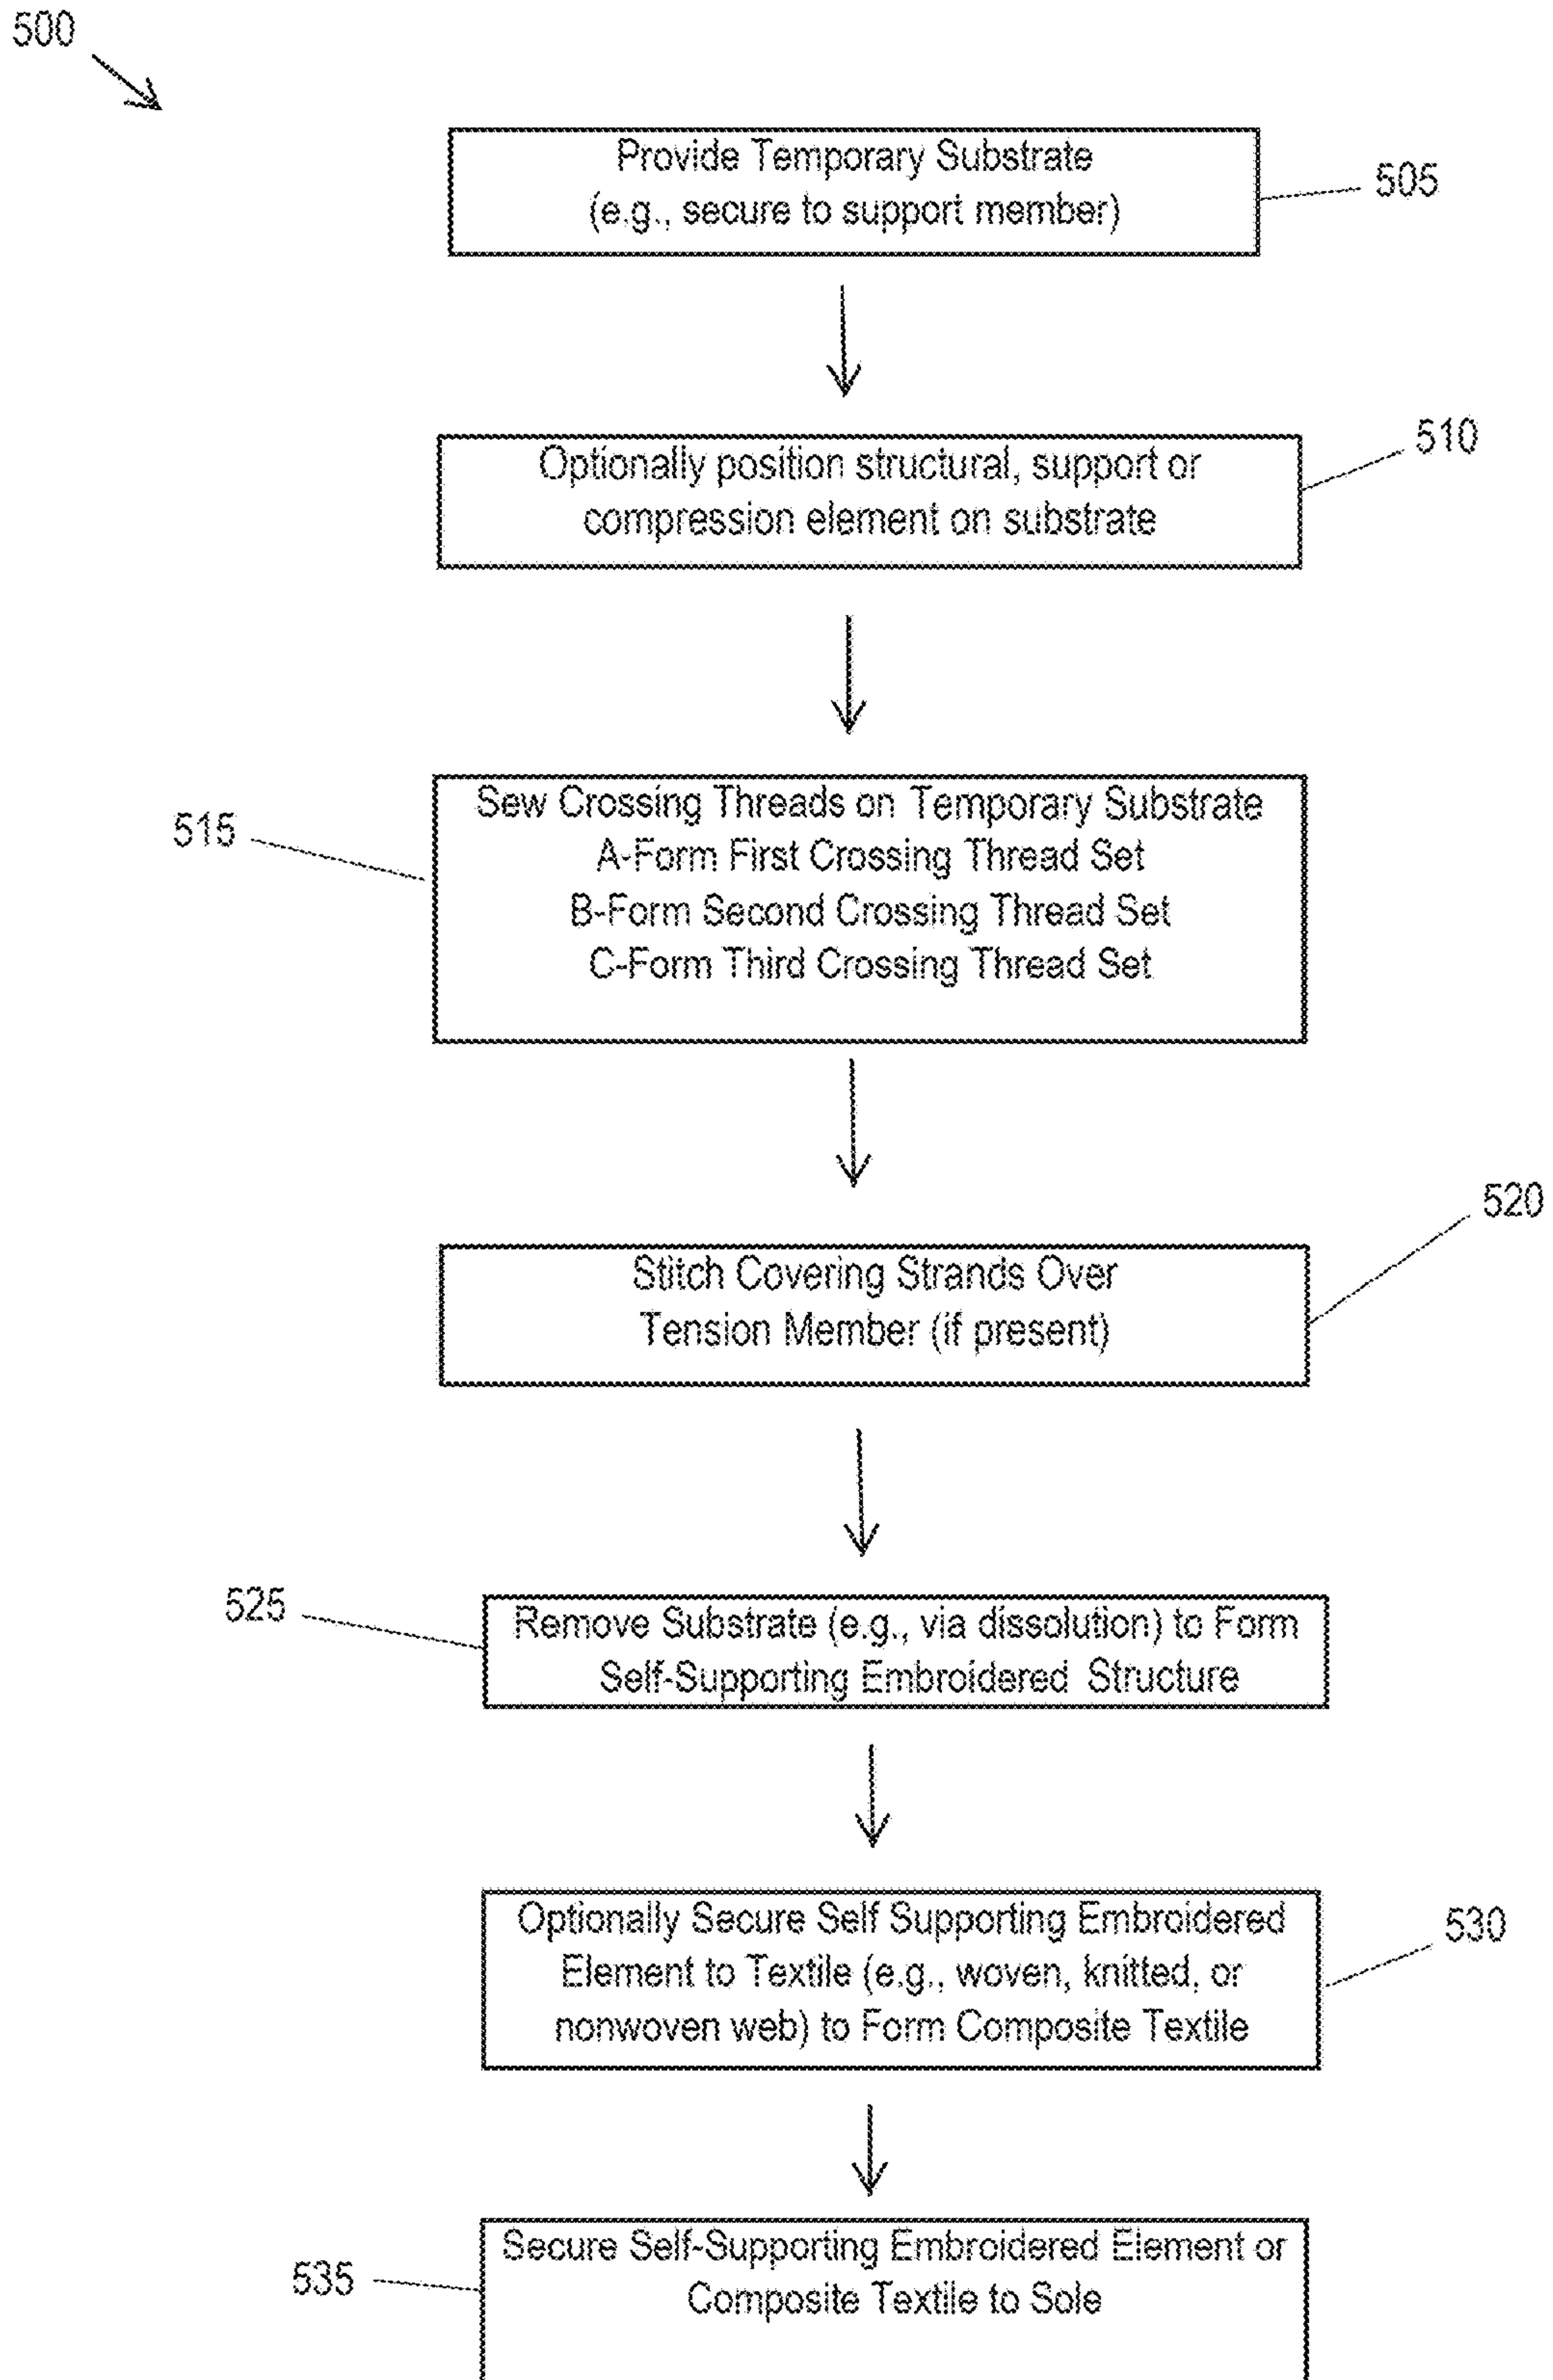 500
Provide Temporary Substrate
(e.g., secure to support member)
505
Optionally position structural, support or
compression element on substrate
510
Sew Crossing Threads on Temporary Substrate
A-Form First Crossing Thread Set
B-Form Second Crossing Thread Set
C-Form Third Crossing Thread Set
515
Stitch Covering Strands Over
Tension Member (if present)
520
Remove Substrate (e.g., via dissolution) to Form
Self-Supporting Embroidered Structure
525
Optionally Secure Self Supporting Embroidered
Element to Textile (e.g., woven, knitted, or
nonwoven web) to Form Composite Textile
530
Secure Self-Supporting Embroidered Element or
Composite Textile to Sole
535